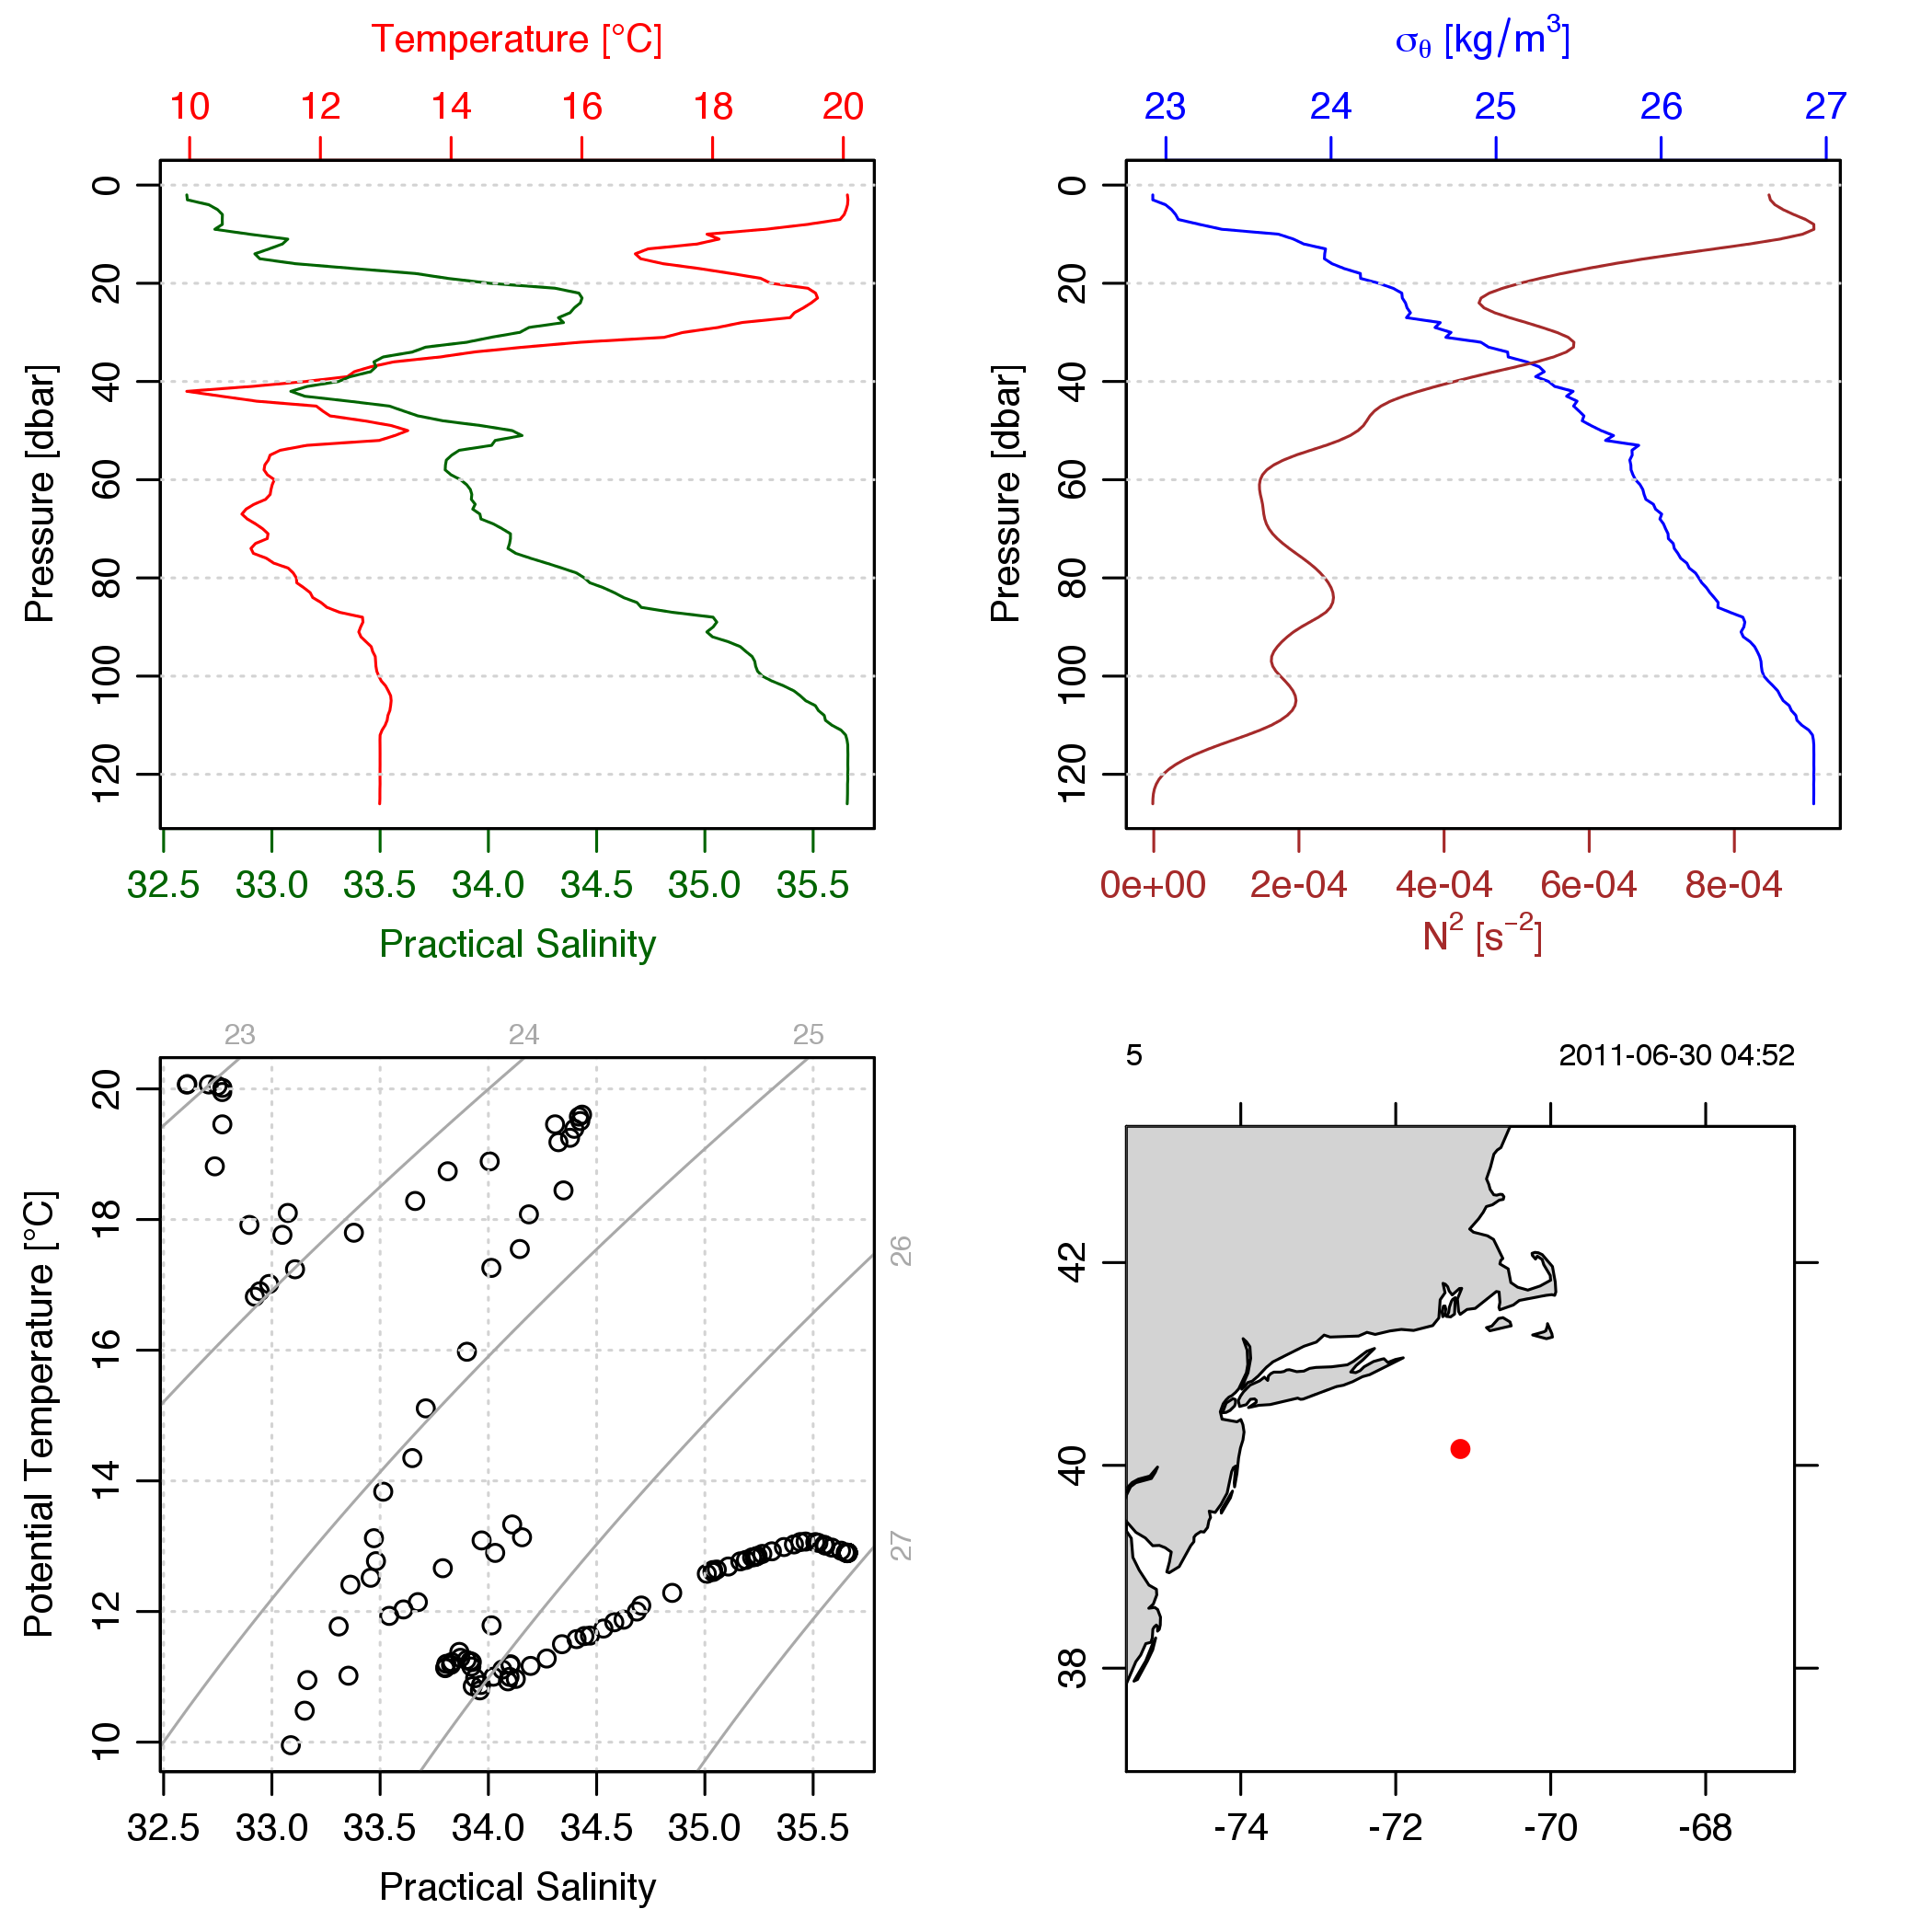 Temperature [°C]
10 12 14 16 18 20
0
20
40
60
80
100
120
Pressure [dbar]
32.5 33.0 33.5 34.0 34.5 35.0 35.5
Practical Salinity
σθ [kg/m³]
23 24 25 26 27
0
20
40
60
80
100
120
Pressure [dbar]
0e+00 2e-04 4e-04 6e-04 8e-04
N² [s⁻²]
23 24 25
26
27
20
18
16
14
12
10
Potential Temperature [°C]
32.5 33.0 33.5 34.0 34.5 35.0 35.5
Practical Salinity
5 2011-06-30 04:52
42
40
38
-74 -72 -70 -68